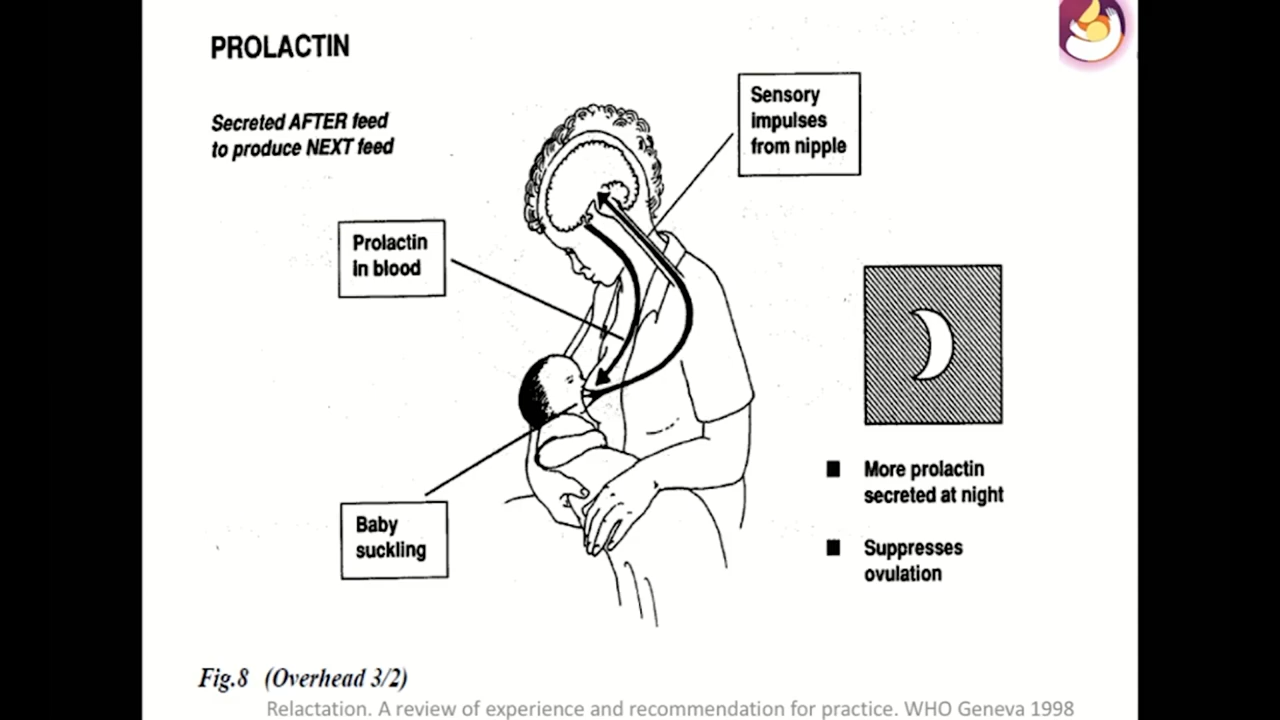 PROLACTIN
Secreted AFTER feed
to produce NEXT feed
Sensory
impulses
from nipple
Prolactin
in blood
Baby
suckling
■ More prolactin
secreted at night
■ Suppresses
ovulation
Fig.8 (Overhead 3/2)
Relactation. A review of experience and recommendation for practice. WHO Geneva 1998